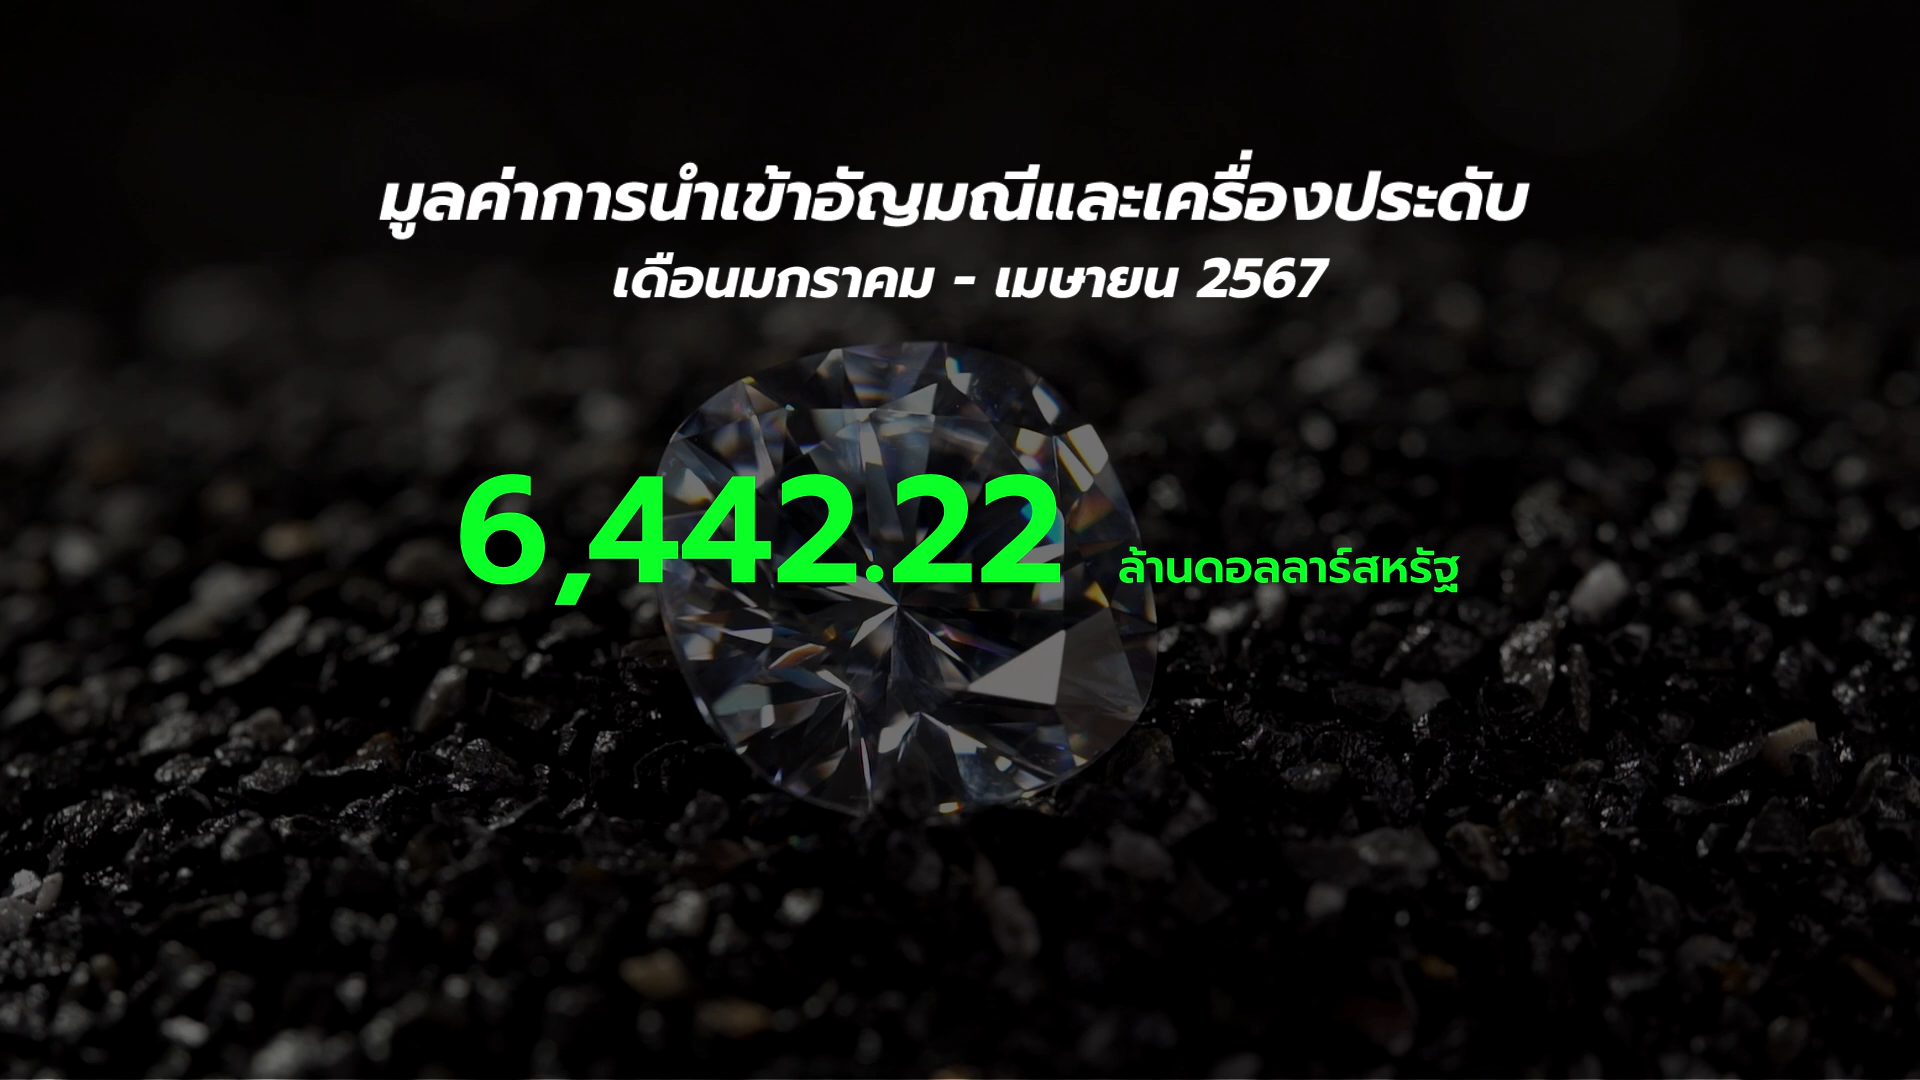 มูลค่าการนำเข้าอัญมณีและเครื่องประดับ
เดือนมกราคม - เมษายน 2567
6,442.22 ล้านดอลลาร์สหรัฐ